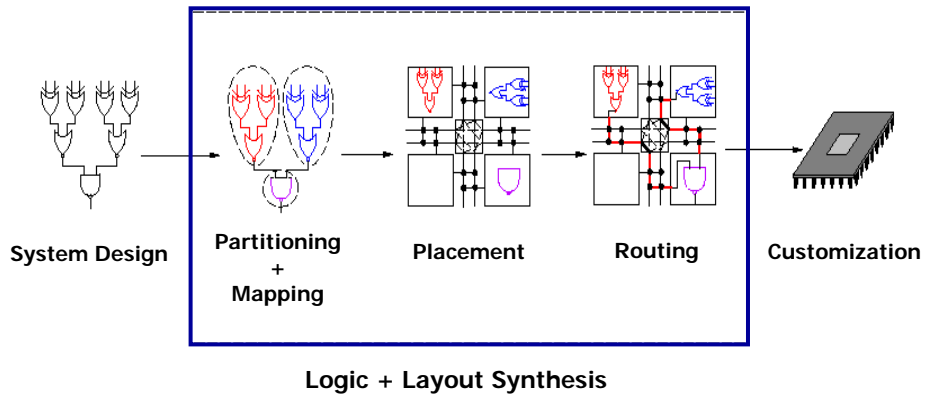 System Design
Partitioning
+
Mapping
Placement
Routing
Customization
Logic + Layout Synthesis